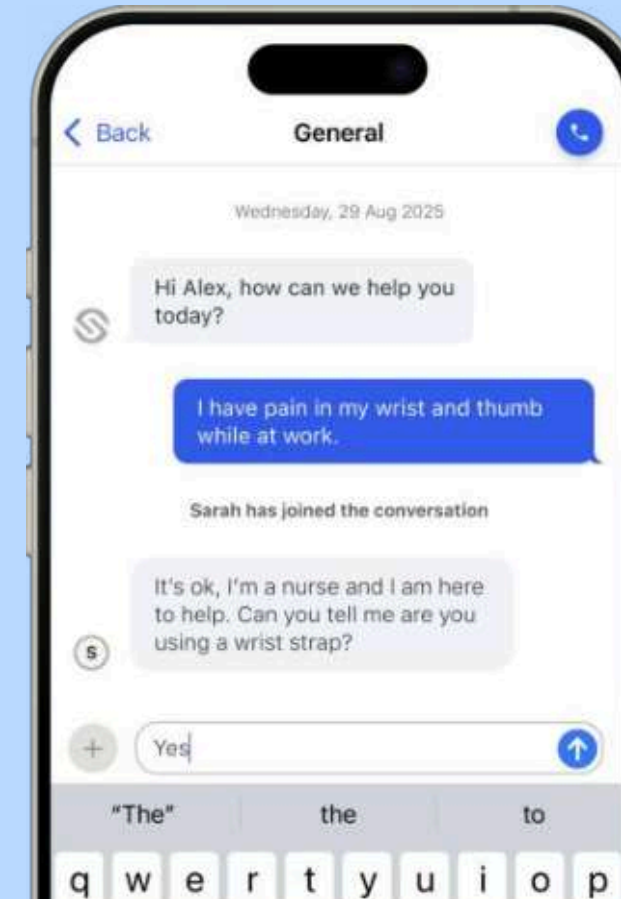 Back General
Wednesday, 29 Aug 2025
Hi Alex, how can we help you
today?
I have pain in my wrist and thumb
while at work.
Sarah has joined the conversation
It's ok, I'm a nurse and I am here
to help. Can you tell me are you
using a wrist strap?
S
Yes
"The" the to
q w e r t y u i o p